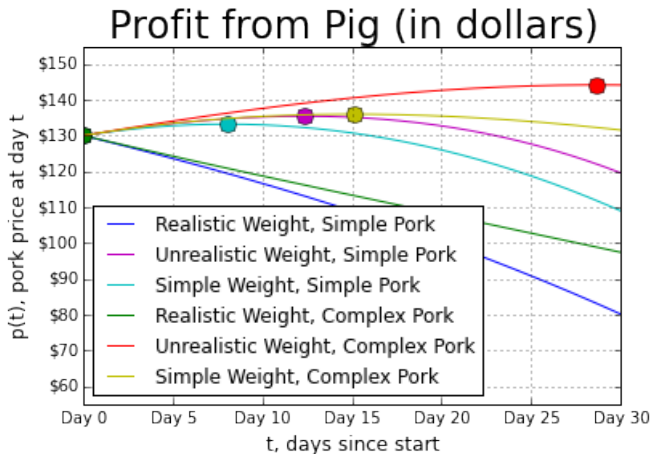 Profit from Pig (in dollars)
$150
$140
$130
$120
$110
$100
$90
$80
$70
$60
p(t), pork price at day t
Realistic Weight, Simple Pork
Unrealistic Weight, Simple Pork
Simple Weight, Simple Pork
Realistic Weight, Complex Pork
Unrealistic Weight, Complex Pork
Simple Weight, Complex Pork
Day 0 Day 5 Day 10 Day 15 Day 20 Day 25 Day 30
t, days since start